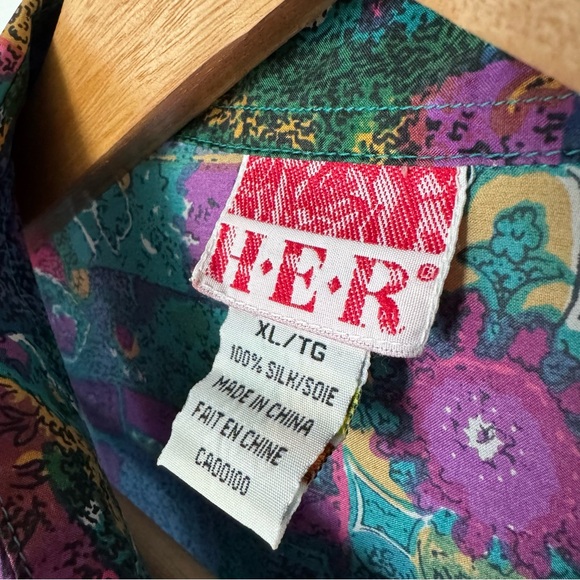 H·E·R®
XL/TG
100% SILK/SOIE
MADE IN CHINA
FAIT EN CHINE
CA00100